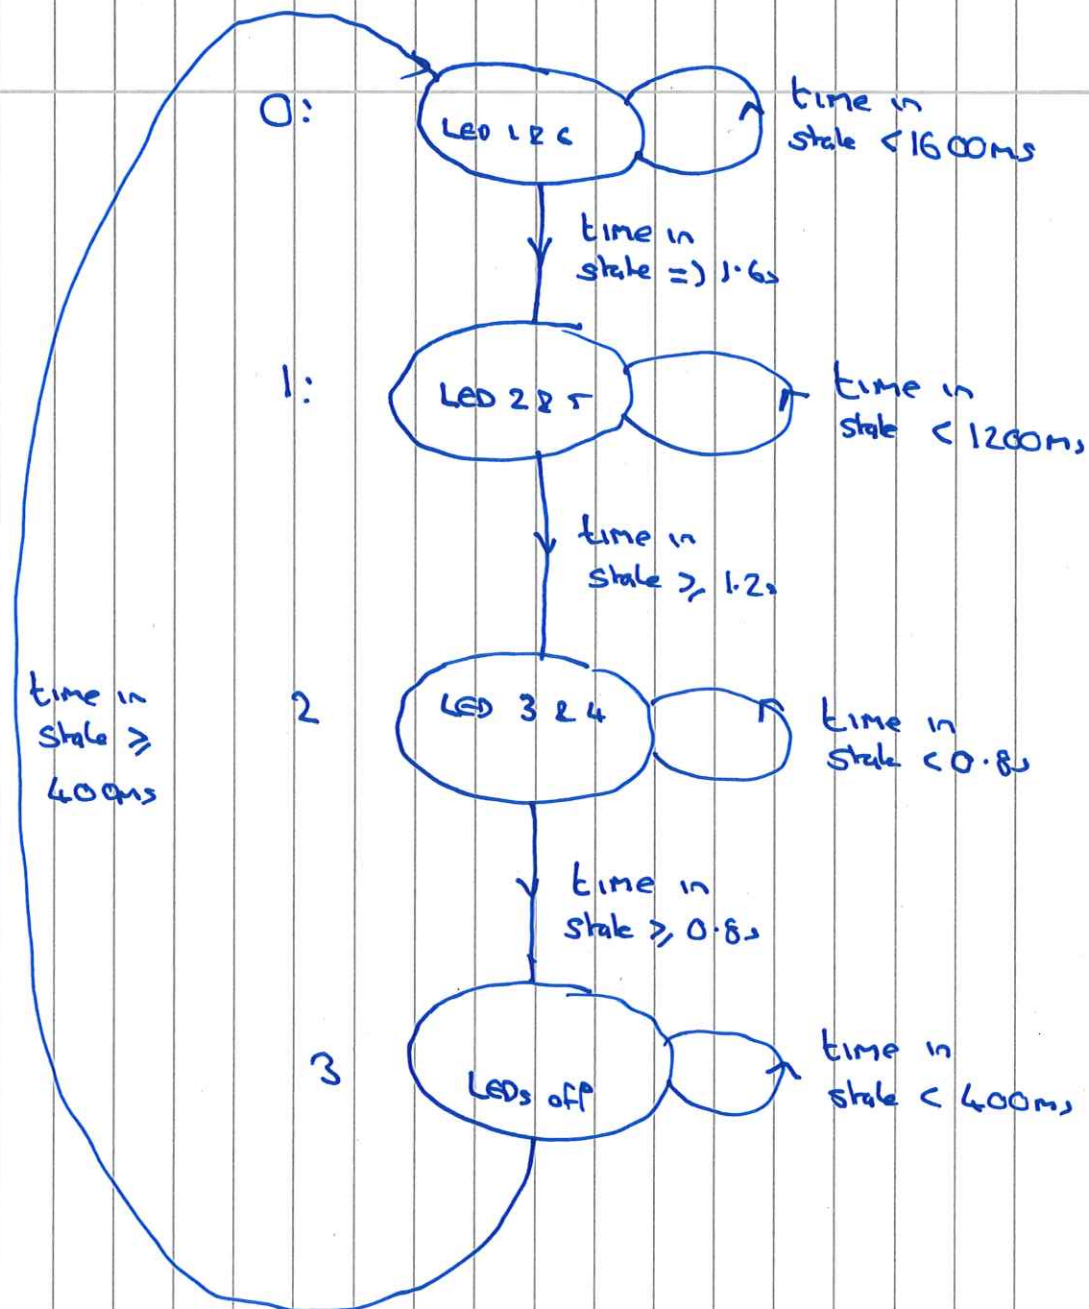 0:
LED 1 & 6
time in
state < 1600ms
time in
state => 1.6s
1:
LED 2 & 5
time in
state < 1200ms
time in
state ≥ 1.2s
time in
state ≥
400ms
2
LED 3 & 4
time in
state < 0.8s
time in
state ≥ 0.8s
3
LEDs off
time in
state < 400ms